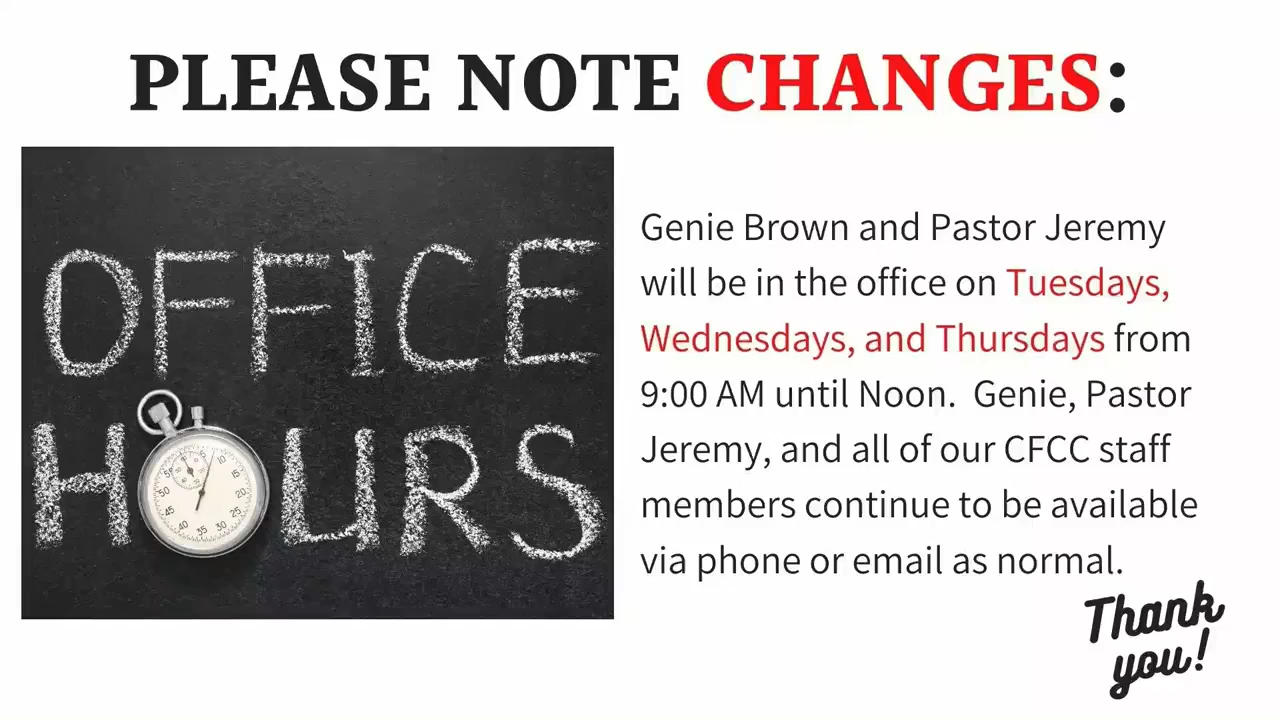 PLEASE NOTE CHANGES:
OFFICE
HOURS
Genie Brown and Pastor Jeremy
will be in the office on Tuesdays,
Wednesdays, and Thursdays from
9:00 AM until Noon.  Genie, Pastor
Jeremy, and all of our CFCC staff
members continue to be available
via phone or email as normal.
Thank
you!